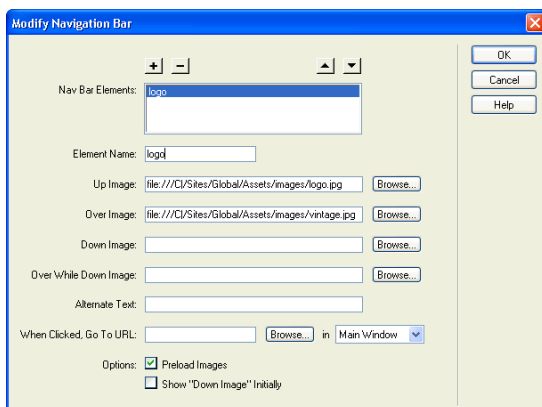 Modify Navigation Bar
OK
Nav Bar Elements:
logo
Cancel
Help
Element Name:
logo
Up Image:
file:///C|/Sites/Global/Assets/images/logo.jpg
Browse...
Over Image:
file:///C|/Sites/Global/Assets/images/vintage.jpg
Browse...
Down Image:
Browse...
Over While Down Image:
Browse...
Alternate Text:
When Clicked, Go To URL:
Browse...
in
Main Window
Options:
Preload Images
Show "Down Image" Initially